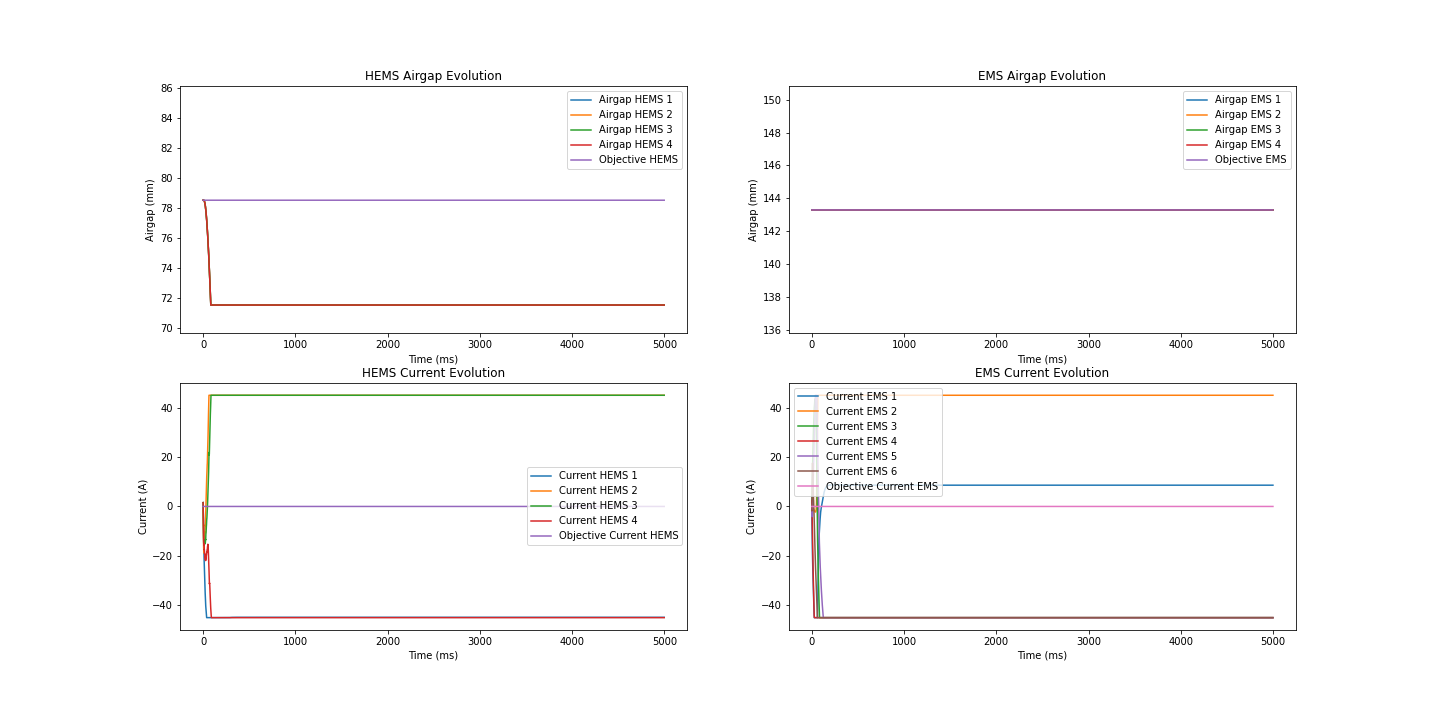 HEMS Airgap Evolution
86
84
82
80
78
76
74
72
70
Airgap (mm)
Airgap HEMS 1
Airgap HEMS 2
Airgap HEMS 3
Airgap HEMS 4
Objective HEMS
0 1000 2000 3000 4000 5000
Time (ms)
EMS Airgap Evolution
150
148
146
144
142
140
138
136
Airgap (mm)
Airgap EMS 1
Airgap EMS 2
Airgap EMS 3
Airgap EMS 4
Objective EMS
0 1000 2000 3000 4000 5000
Time (ms)
HEMS Current Evolution
40
20
0
−20
−40
Current (A)
Current HEMS 1
Current HEMS 2
Current HEMS 3
Current HEMS 4
Objective Current HEMS
0 1000 2000 3000 4000 5000
Time (ms)
EMS Current Evolution
40
20
0
−20
−40
Current (A)
Current EMS 1
Current EMS 2
Current EMS 3
Current EMS 4
Current EMS 5
Current EMS 6
Objective Current EMS
0 1000 2000 3000 4000 5000
Time (ms)